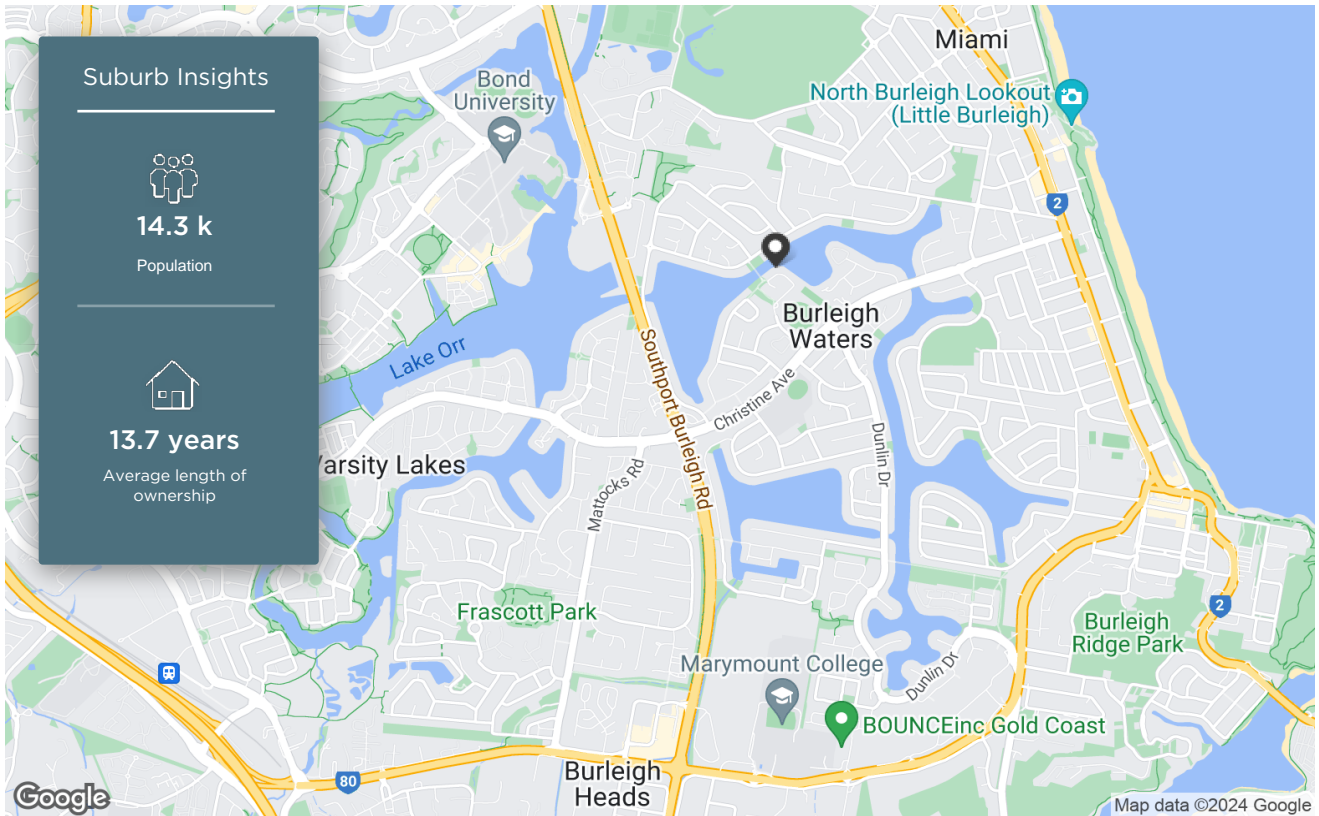 Suburb Insights
14.3 k
Population
13.7 years
Average length of
ownership
Miami
Bond
University
North Burleigh Lookout
(Little Burleigh)
2
Burleigh
Waters
Southport Burleigh Rd
Lake Orr
Christine Ave
Dunlin Dr
arsity Lakes
Mattocks Rd
Frascott Park
Burleigh
Ridge Park
2
Marymount College
Dunlin Dr
BOUNCEinc Gold Coast
80
Burleigh
Heads
Google
Map data ©2024 Google